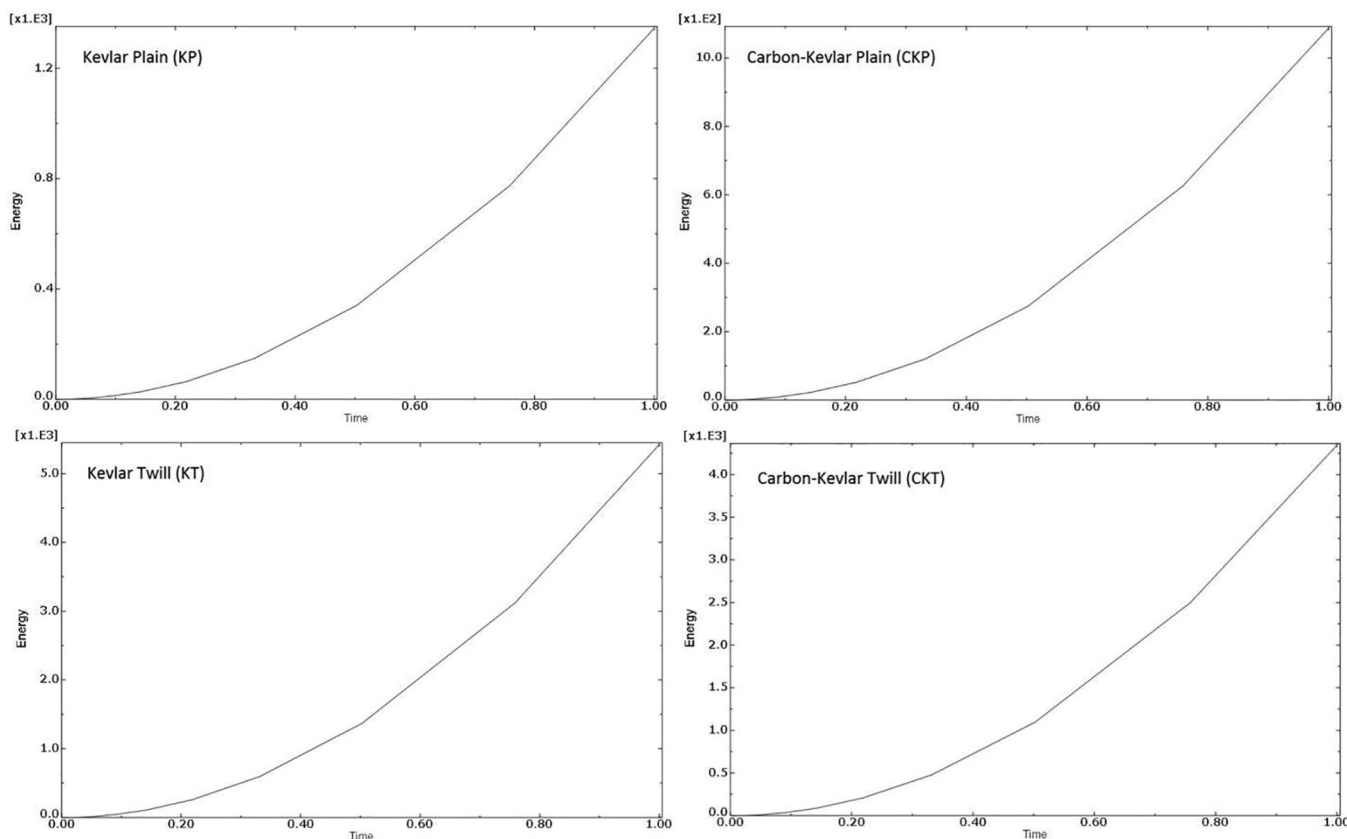 [x1.E3]
Kevlar Plain (KP)
1.2
0.8
0.4
0.0
Energy
0.00 0.20 0.40 0.60 0.80 1.00
Time
[x1.E2]
Carbon-Kevlar Plain (CKP)
10.0
8.0
6.0
4.0
2.0
0.0
Energy
0.00 0.20 0.40 0.60 0.80 1.00
Time
[x1.E3]
Kevlar Twill (KT)
5.0
4.0
3.0
2.0
1.0
0.0
Energy
0.00 0.20 0.40 0.60 0.80 1.00
Time
[x1.E3]
Carbon-Kevlar Twill (CKT)
4.0
3.5
3.0
2.5
2.0
1.5
1.0
0.5
0.0
Energy
0.00 0.20 0.40 0.60 0.80 1.00
Time